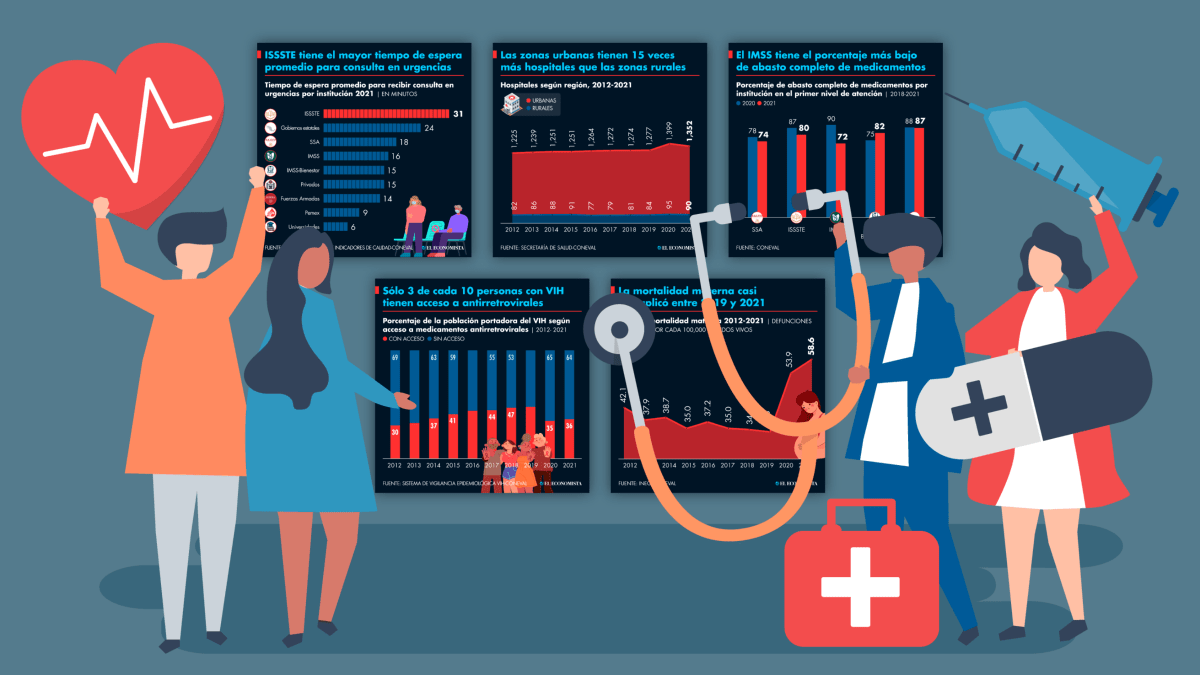 ISSSTE tiene el mayor tiempo de espera
promedio para consulta en urgencias
Tiempo de espera promedio para recibir consulta en
urgencias por institución 2021 | EN MINUTOS
ISSSTE 31
Gobiernos estatales 24
SSA 18
IMSS 16
IMSS-Bienestar 15
Privados 15
Fuerzas Armadas 14
Pemex 9
Universidades 6
INDICADORES DE CALIDAD-CONEVAL
EL ECONOMISTA
Las zonas urbanas tienen 15 veces
más hospitales que las zonas rurales
Hospitales según región, 2012-2021
URBANAS
RURALES
1,225 1,239 1,251 1,251 1,264 1,272 1,274 1,277 1,399 1,352
82 86 88 91 77 79 81 84 95 90
2012 2013 2014 2015 2016 2017 2018 2019 2020
FUENTE: SECRETARÍA DE SALUD-CONEVAL
EL ECONOMISTA
El IMSS tiene el porcentaje más bajo
de abasto completo de medicamentos
Porcentaje de abasto completo de medicamentos por
institución en el primer nivel de atención | 2018-2021
2020 2021
78 74 87 80 90 72 75 82 88 87
SSA ISSSTE
FUENTE: CONEVAL
Sólo 3 de cada 10 personas con VIH
tienen acceso a antirretrovirales
Porcentaje de la población portadora del VIH según
acceso a medicamentos antirretrovirales | 2012- 2021
CON ACCESO SIN ACCESO
69 63 59 55 53 65 64
30 37 41 44 47 35 36
2012 2013 2014 2015 2016 2017 2018 2019 2020 2021
FUENTE: SISTEMA DE VIGILANCIA EPIDEMIOLÓGICA VIH-CONEVAL
EL ECONOMISTA
La mortalidad materna casi
plicó entre 2019 y 2021
mortalidad materna 2012-2021 | DEFUNCIONES
POR CADA 100,000 VIVOS
42.1 37.9 38.7 35.0 37.2 35.0 34 53.9 58.6
2012 2014 2015 2016 2017 2018 2019
FUENTE: